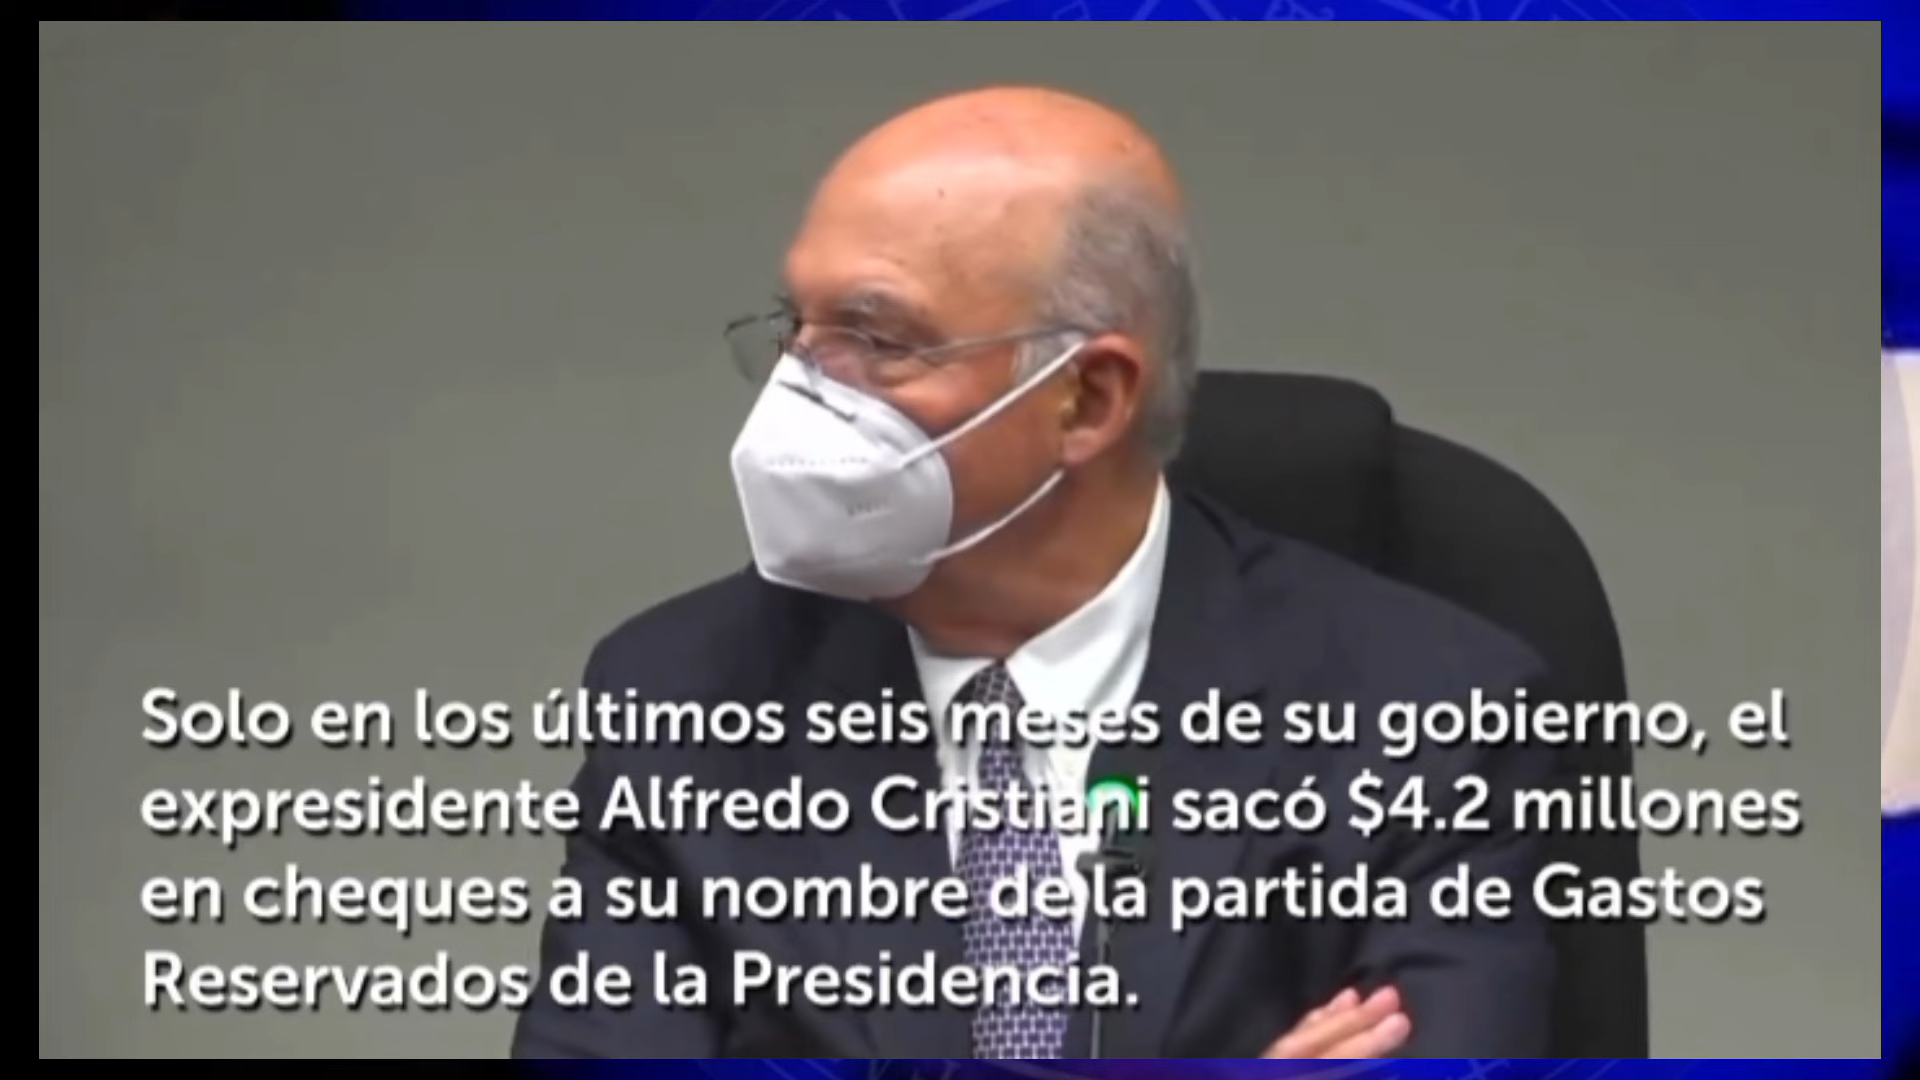 Solo en los últimos seis meses de su gobierno, el
expresidente Alfredo Cristiani sacó $4.2 millones
en cheques a su nombre de la partida de Gastos
Reservados de la Presidencia.